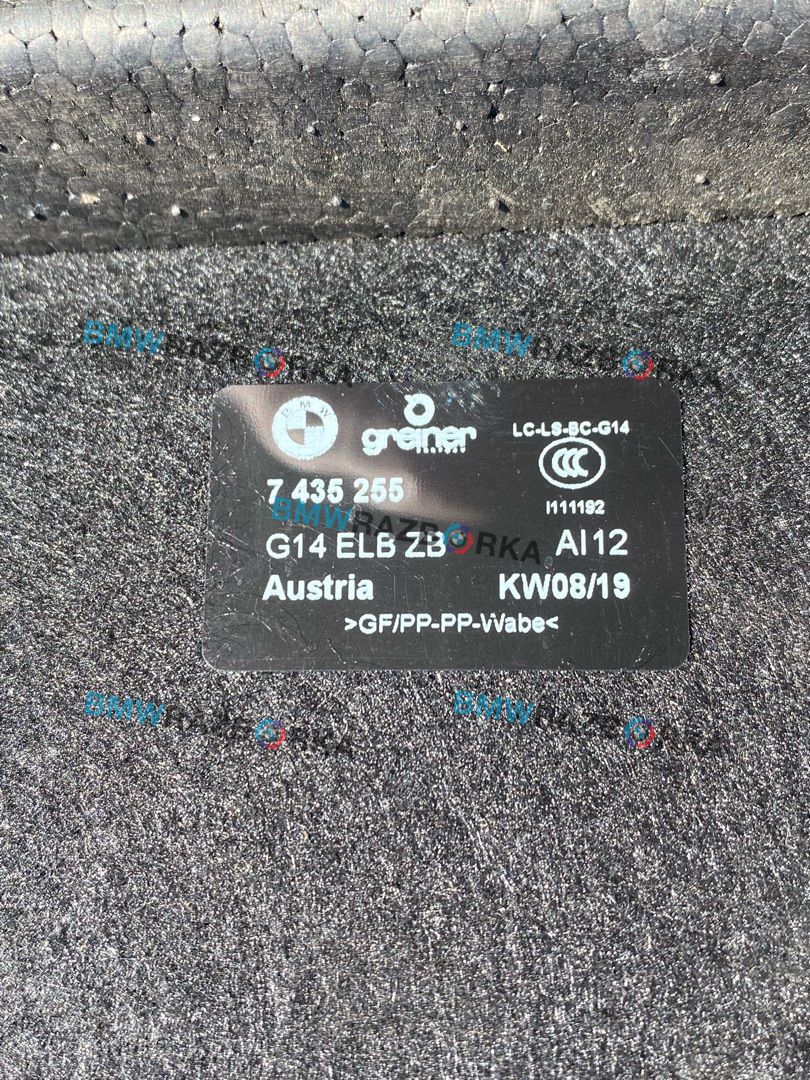 BMWRAZBORKA
BMWRAZBORKA
BMW
greiner
LC-LS-BC-G14
CCC
7 435 255
I111192
BMWRAZBORKA
G14 ELB ZB
AI12
Austria
KW08/19
>GF/PP-PP-Wabe<
BMWRAZBORKA
BMWRAZBORKA